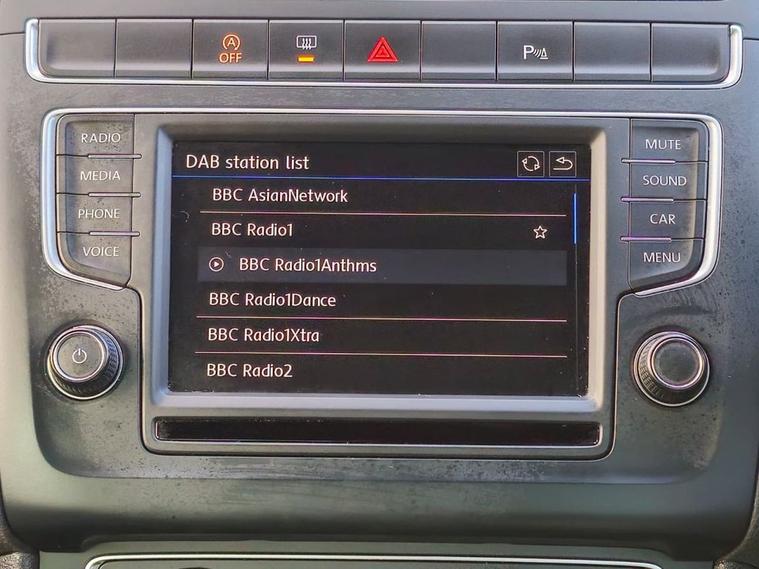 A OFF
P
RADIO
MEDIA
PHONE
VOICE
DAB station list
BBC AsianNetwork
BBC Radio1
BBC Radio1Anthms
BBC Radio1Dance
BBC Radio1Xtra
BBC Radio2
MUTE
SOUND
CAR
MENU